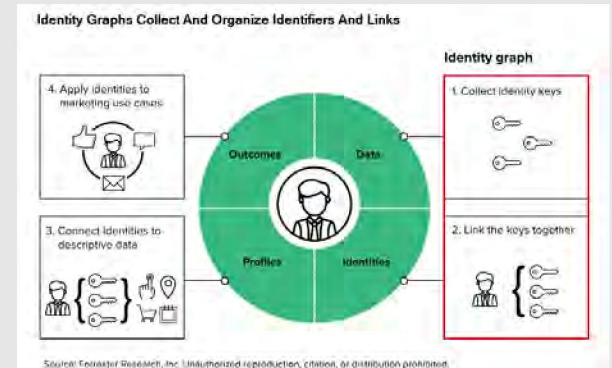 Identity Graphs Collect And Organize Identifiers And Links
Identity graph
4. Apply identities to
marketing use cases
1. Collect identity keys
Outcomes
Data
3. Connect identities to
descriptive data
2. Link the keys together
Profiles
Identities
Source: Forrester Research, Inc. Unauthorized reproduction, citation, or distribution prohibited.